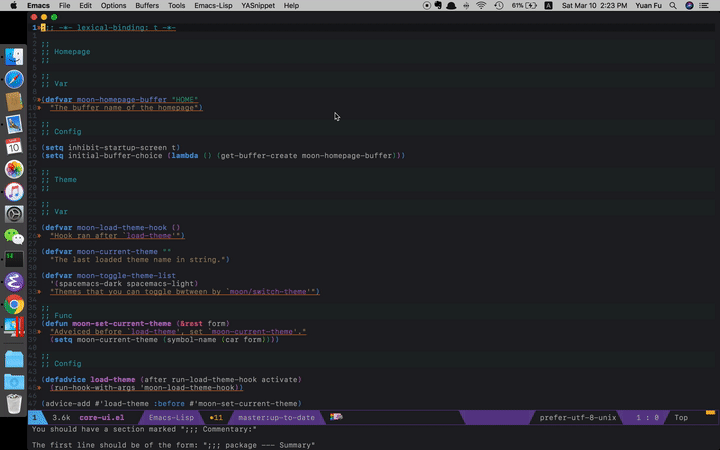 Emacs File Edit Options Buffers Tools Emacs-Lisp YASnippet Help 61% A Sat Mar 10 2:23 PM Yuan Fu
1 ;;; -*- lexical-binding: t -*-
;;
;; Homepage
;;
;;
;; Var
(defvar moon-homepage-buffer "HOME"
"The buffer name of the homepage")
;;
;; Config
(setq inhibit-startup-screen t)
(setq initial-buffer-choice (lambda () (get-buffer-create moon-homepage-buffer)))
;;
;; Theme
;;
;;
;; Var
(defvar moon-load-theme-hook ()
"Hook ran after `load-theme'")
(defvar moon-current-theme ""
"The last loaded theme name in string.")
(defvar moon-toggle-theme-list
'(spacemacs-dark spacemacs-light)
"Themes that you can toggle bwtween by `moon/switch-theme'")
;;
;; Func
(defun moon-set-current-theme (&rest form)
"Adveiced before `load-theme', set `moon-current-theme'."
(setq moon-current-theme (symbol-name (car form))))
;;
;; Config
(defadvice load-theme (after run-load-theme-hook activate)
(run-hook-with-args 'moon-load-theme-hook))
(advice-add #'load-theme :before #'moon-set-current-theme)
1 3.6k core-ui.el Emacs-Lisp •11 master:up-to-date prefer-utf-8-unix 1 : 0 Top
You should have a section marked ";;; Commentary:"
The first line should be of the form: ";;; package --- Summary"